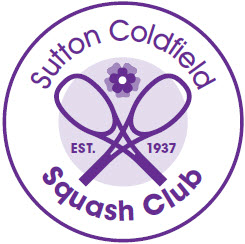 Sutton Coldfield
EST. 1937
Squash Club